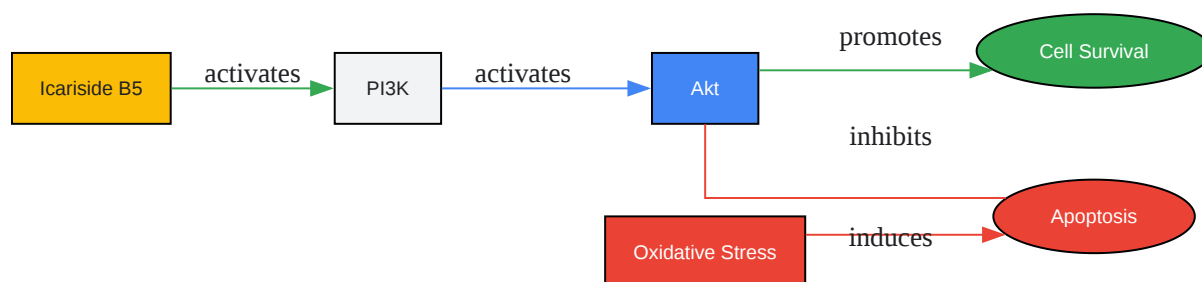 Icariside B5
activates
PI3K
activates
Akt
promotes
Cell Survival
inhibits
Apoptosis
Oxidative Stress
induces